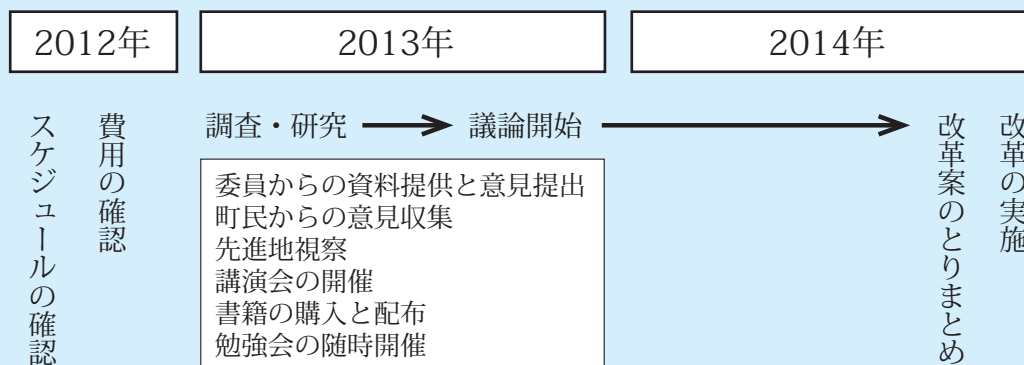 2012年
2013年
2014年
スケジュールの確認
費用の確認
調査・研究
議論開始
委員からの資料提供と意見提出
町民からの意見収集
先進地視察
講演会の開催
書籍の購入と配布
勉強会の随時開催
改革案のとりまとめ
改革の実施